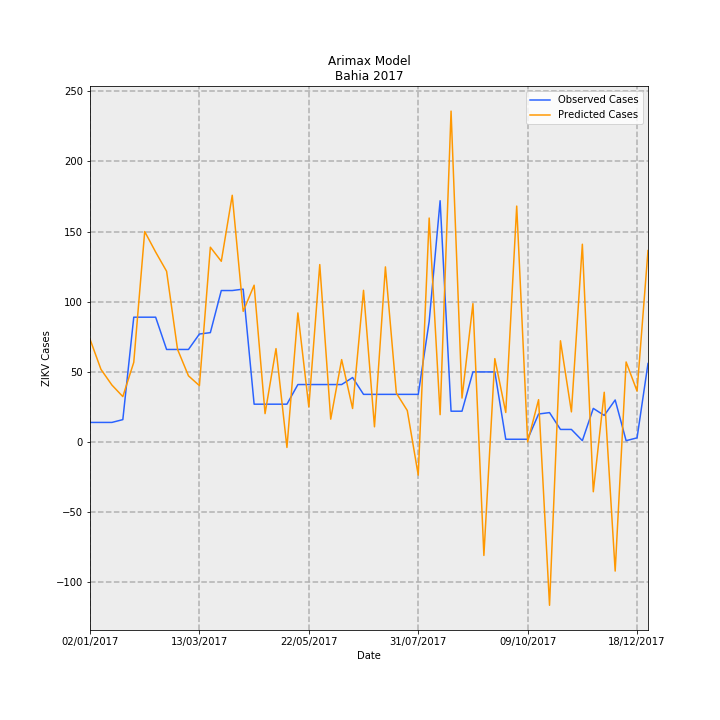 Arimax Model
Bahia 2017
Observed Cases
Predicted Cases
250
200
150
100
50
0
−50
−100
ZIKV Cases
02/01/2017
13/03/2017
22/05/2017
31/07/2017
09/10/2017
18/12/2017
Date